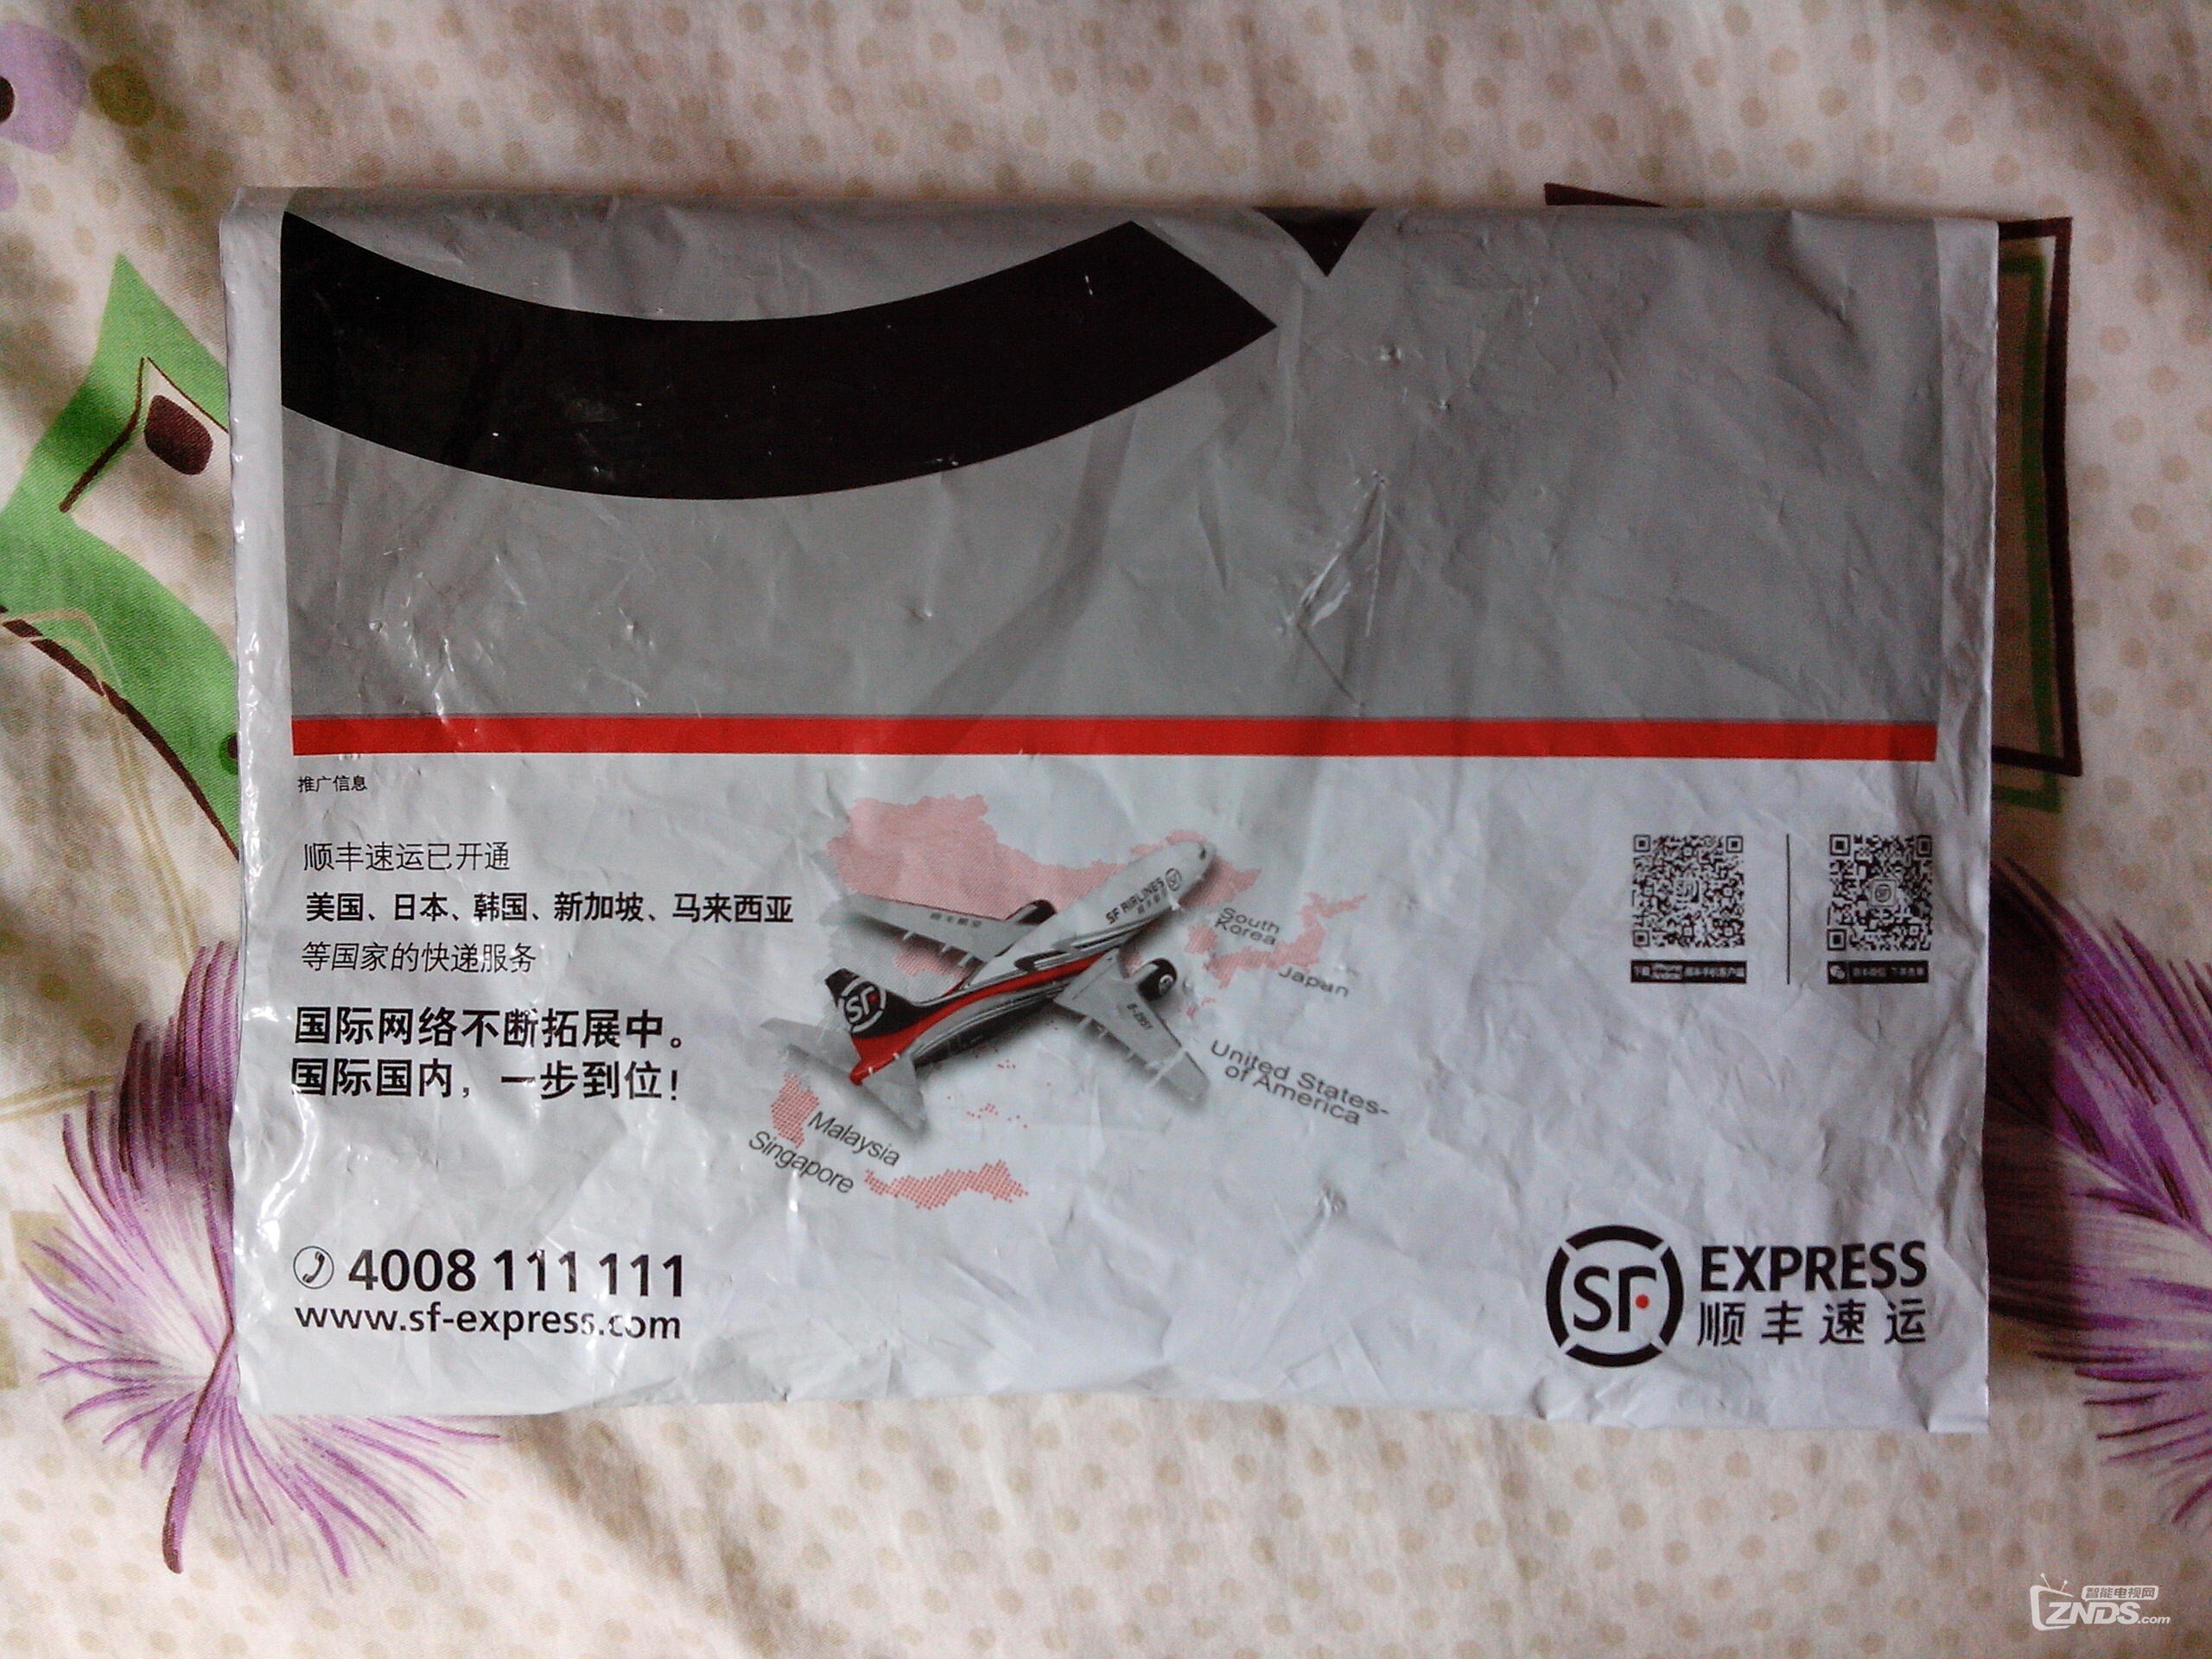 推广信息
顺丰速运已开通
美国、日本、韩国、新加坡、马来西亚
等国家的快递服务
国际网络不断拓展中。
国际国内，一步到位！
SF AIRLINES
SF
South
Korea
Japan
United States-
of America
Malaysia
Singapore
4008 111 111
www.sf-express.com
SF EXPRESS
顺丰速运
智能电视网
ZNDS.com